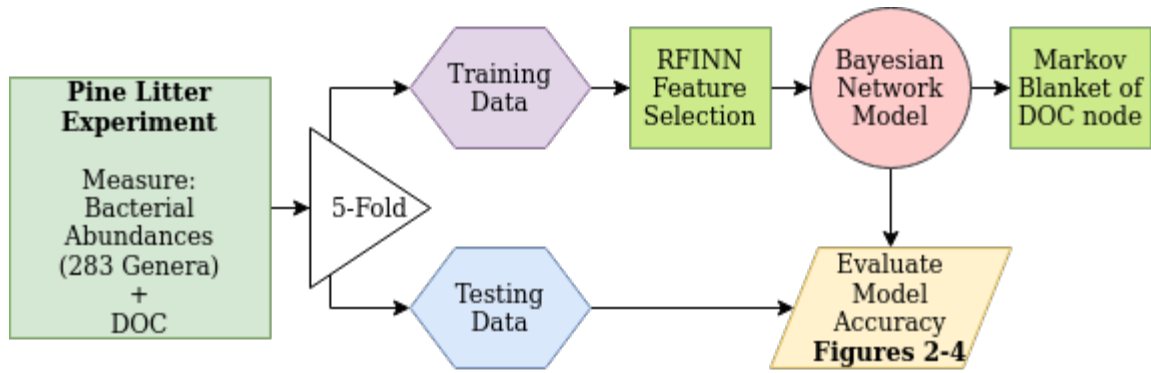 Pine Litter
Experiment
Measure:
Bacterial
Abundances
(283 Genera)
+
DOC
5-Fold
Training
Data
RFINN
Feature
Selection
Bayesian
Network
Model
Markov
Blanket of
DOC node
Testing
Data
Evaluate
Model
Accuracy
Figures 2-4